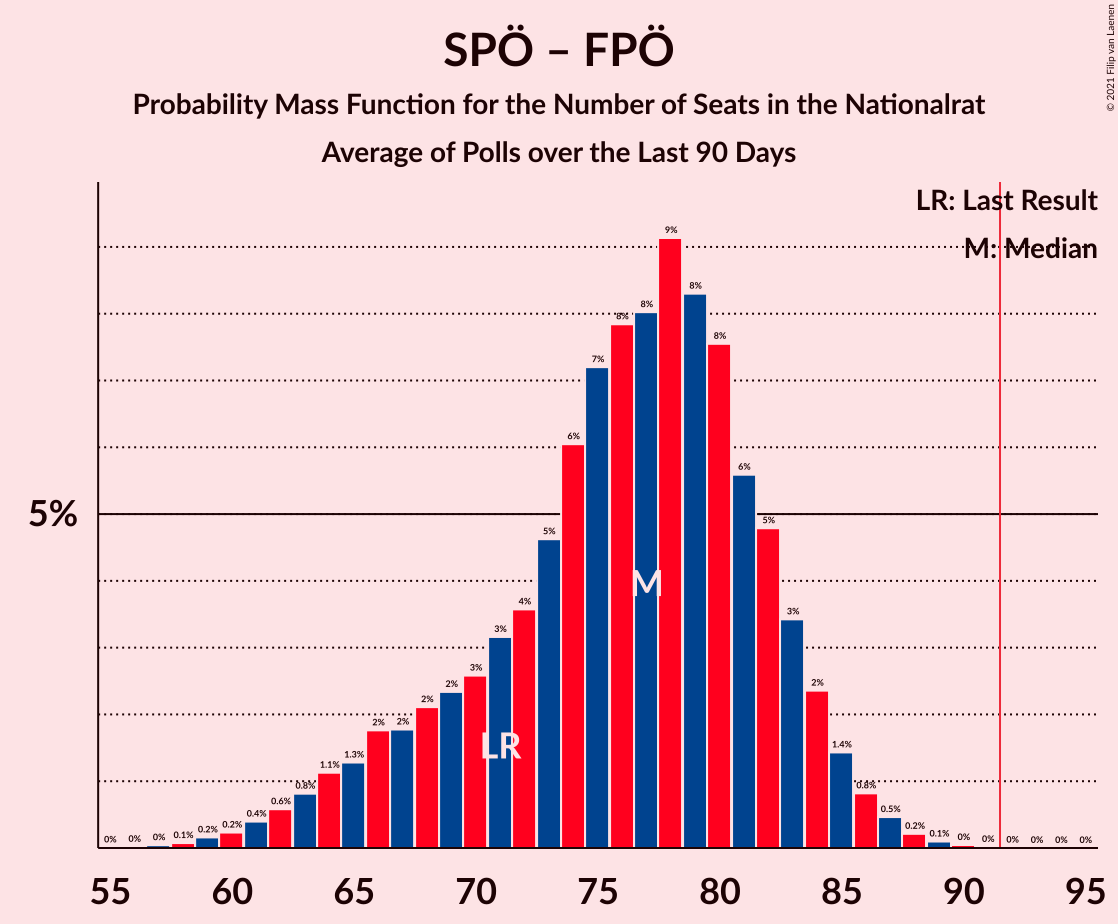 SPÖ – FPÖ
Probability Mass Function for the Number of Seats in the Nationalrat
Average of Polls over the Last 90 Days
© 2021 Filip van Laenen
LR: Last Result
M: Median
5%
0% 0% 0% 0.1% 0.2% 0.2% 0.4% 0.6% 0.8% 1.1% 1.3% 2% 2% 2% 2% 3% 3% 4% 5% 6% 7% 8% 8% 9% 8% 8% 6% 5% 3% 2% 1.4% 0.8% 0.5% 0.2% 0.1% 0% 0% 0% 0% 0% 0%
M
LR
55 60 65 70 75 80 85 90 95